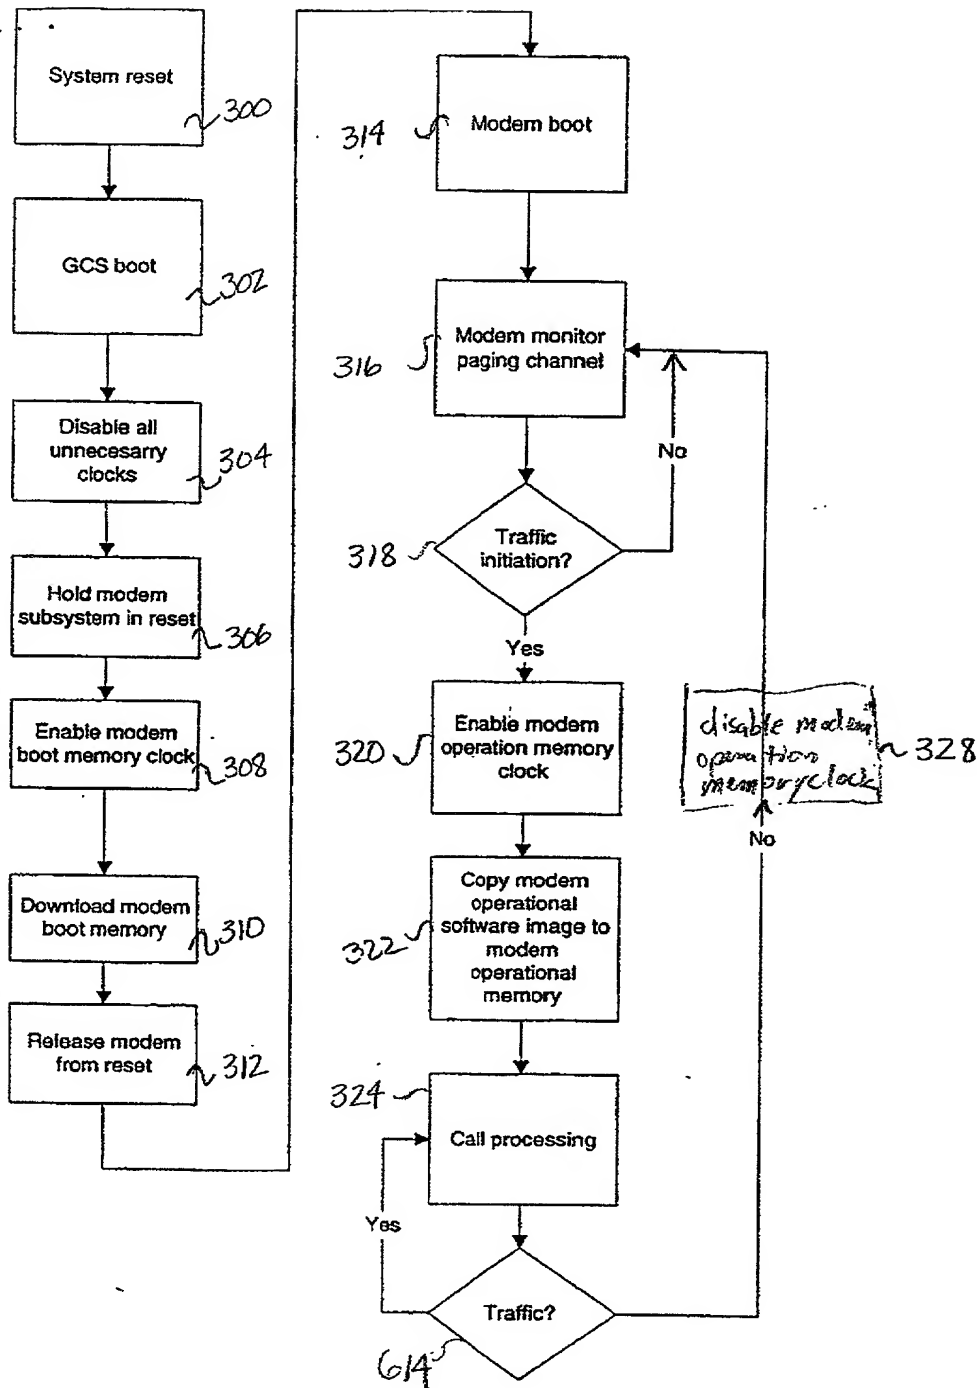 System reset
300
GCS boot
302
Disable all
unnecesarry
clocks
304
Hold modem
subsystem in reset
306
Enable modem
boot memory clock
308
Download modem
boot memory
310
Release modem
from reset
312
Modem boot
314
Modem monitor
paging channel
316
Traffic
initiation?
318
No
Yes
Enable modem
operation memory
clock
320
Copy modem
operational
software image to
modem
operational
memory
322
324
Call processing
Yes
Traffic?
614
No
disable modem
operation
memory clock
328